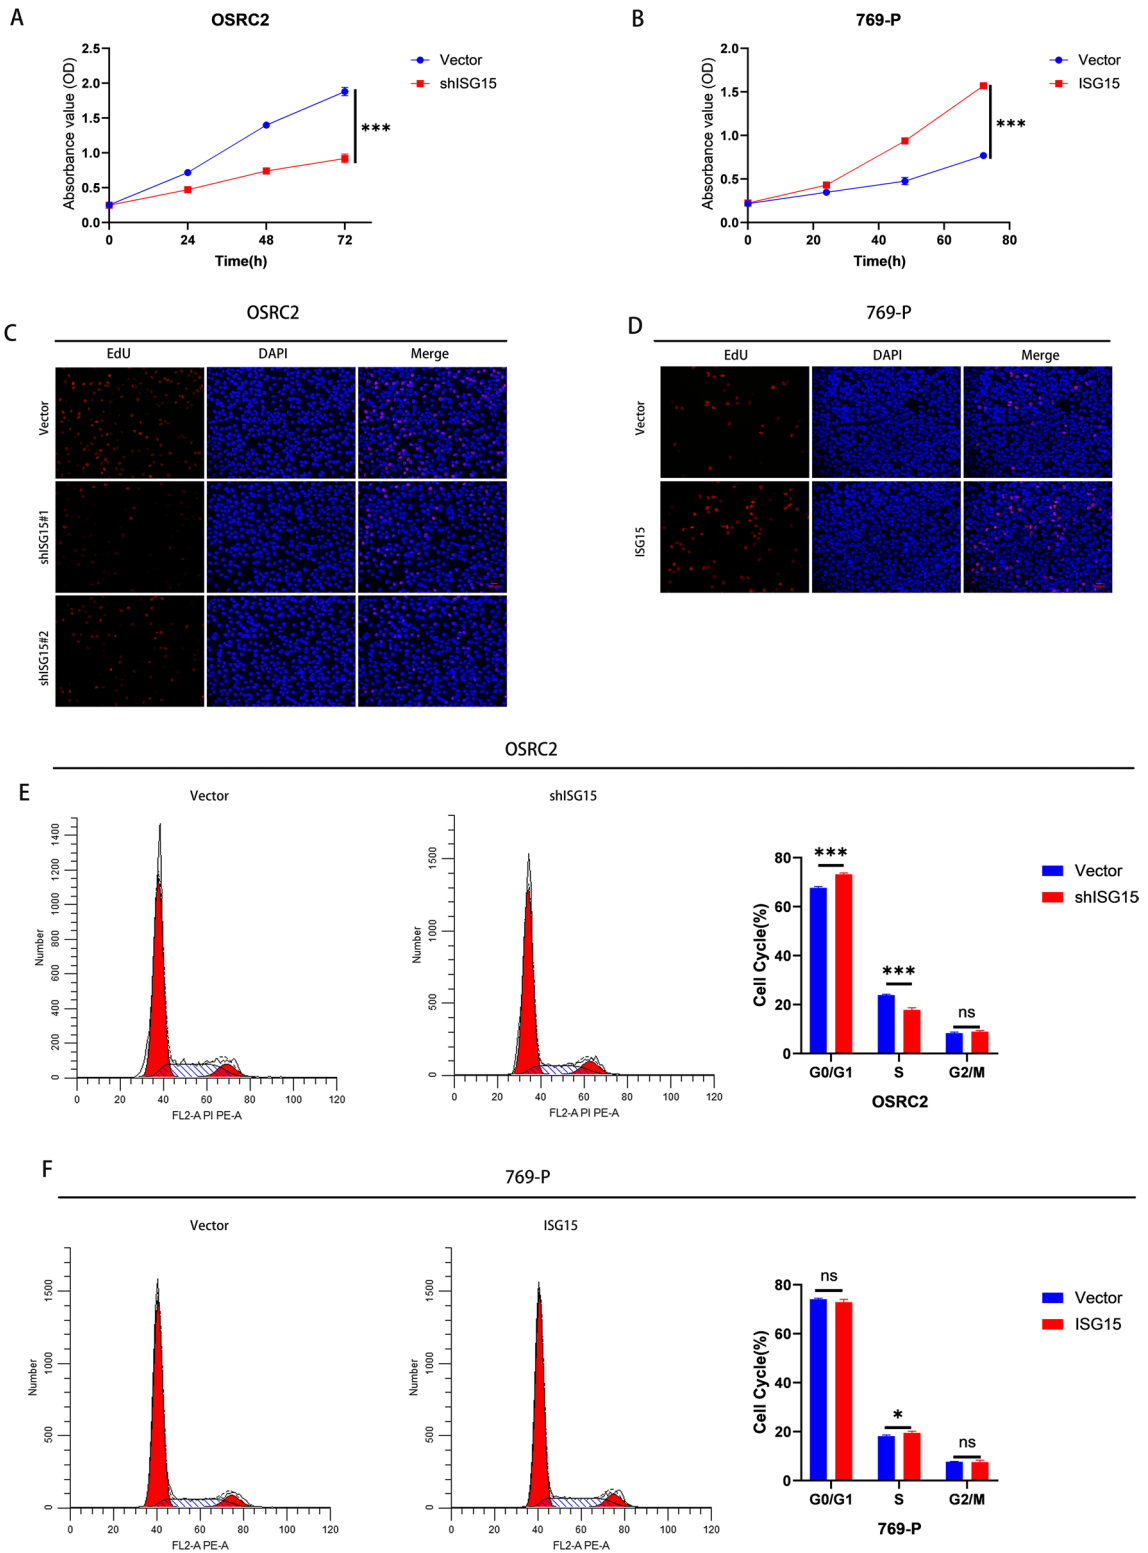 A
OSRC2
Absorbance value (OD)
2.5
2.0
1.5
1.0
0.5
0.0
0 24 48 72
Time(h)
Vector
shISG15
***
B
769-P
Absorbance value (OD)
2.0
1.5
1.0
0.5
0.0
0 20 40 60 80
Time(h)
Vector
ISG15
***
C
OSRC2
EdU DAPI Merge
Vector
shISG15#1
shISG15#2
D
769-P
EdU DAPI Merge
Vector
ISG15
OSRC2
E
Vector
Number
1400
1200
1000
800
600
400
200
0
0 20 40 60 80 100 120
FL2-A PI PE-A
shISG15
Number
1500
1000
500
0
0 20 40 60 80 100 120
FL2-A PI PE-A
Cell Cycle(%)
80
60
40
20
0
***
***
ns
G0/G1 S G2/M
OSRC2
Vector
shISG15
F
769-P
Vector
Number
1500
1000
500
0
0 20 40 60 80 100 120
FL2-A PE-A
ISG15
Number
1500
1000
500
0
0 20 40 60 80 100 120
FL2-A PE-A
Cell Cycle(%)
80
60
40
20
0
ns
*
ns
G0/G1 S G2/M
769-P
Vector
ISG15